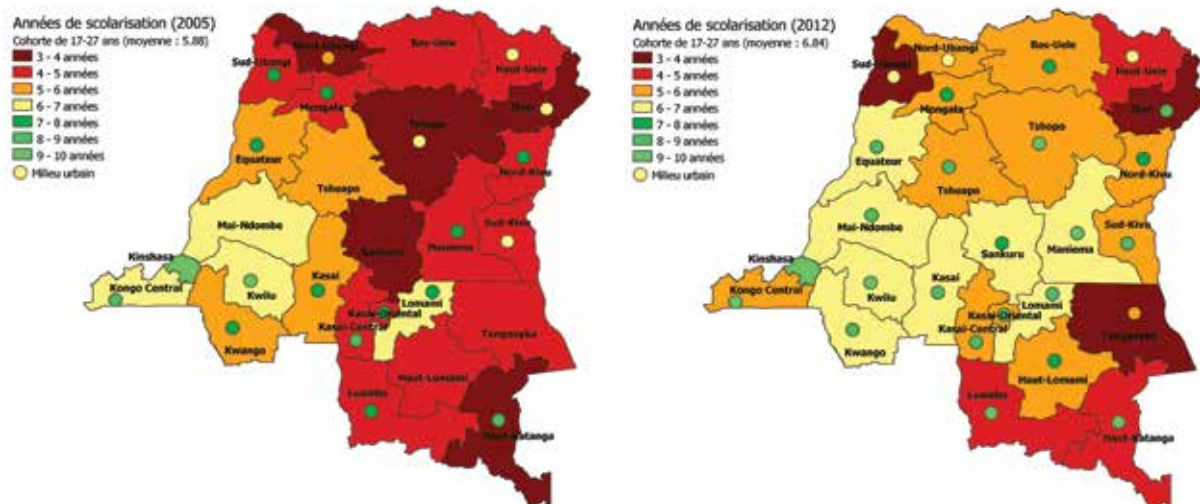 Années de scolarisation (2005)
Cohorte de 17-27 ans (moyenne : 5.88)
3 - 4 années
4 - 5 années
5 - 6 années
6 - 7 années
7 - 8 années
8 - 9 années
9 - 10 années
Milieu urbain
Nord-Ubangi
Bas-Uele
Sud-Ubangi
Haut-Uele
Mongala
Ituri
Tshopo
Equateur
Nord-Kivu
Tshuapa
Mai-Ndombe
Sud-Kivu
Maniema
Sankuru
Kinshasa
Kasai
Kongo Central
Kwilu
Lomami
Kasai-Oriental
Kasai-Central
Kwango
Tanganyka
Haut-Lomami
Lualaba
Haut-Katanga
Années de scolarisation (2012)
Cohorte de 17-27 ans (moyenne : 6.84)
3 - 4 années
4 - 5 années
5 - 6 années
6 - 7 années
7 - 8 années
8 - 9 années
9 - 10 années
Milieu urbain
Nord-Ubangi
Bas-Uele
Sud-Ubangi
Haut-Uele
Mongala
Ituri
Tshopo
Equateur
Nord-Kivu
Tshuapa
Mai-Ndombe
Sud-Kivu
Sankuru
Maniema
Kinshasa
Kasai
Kongo Central
Kwilu
Lomami
Kasai-Oriental
Kasai-Central
Tanganyka
Kwango
Haut-Lomami
Lualaba
Haut-Katanga